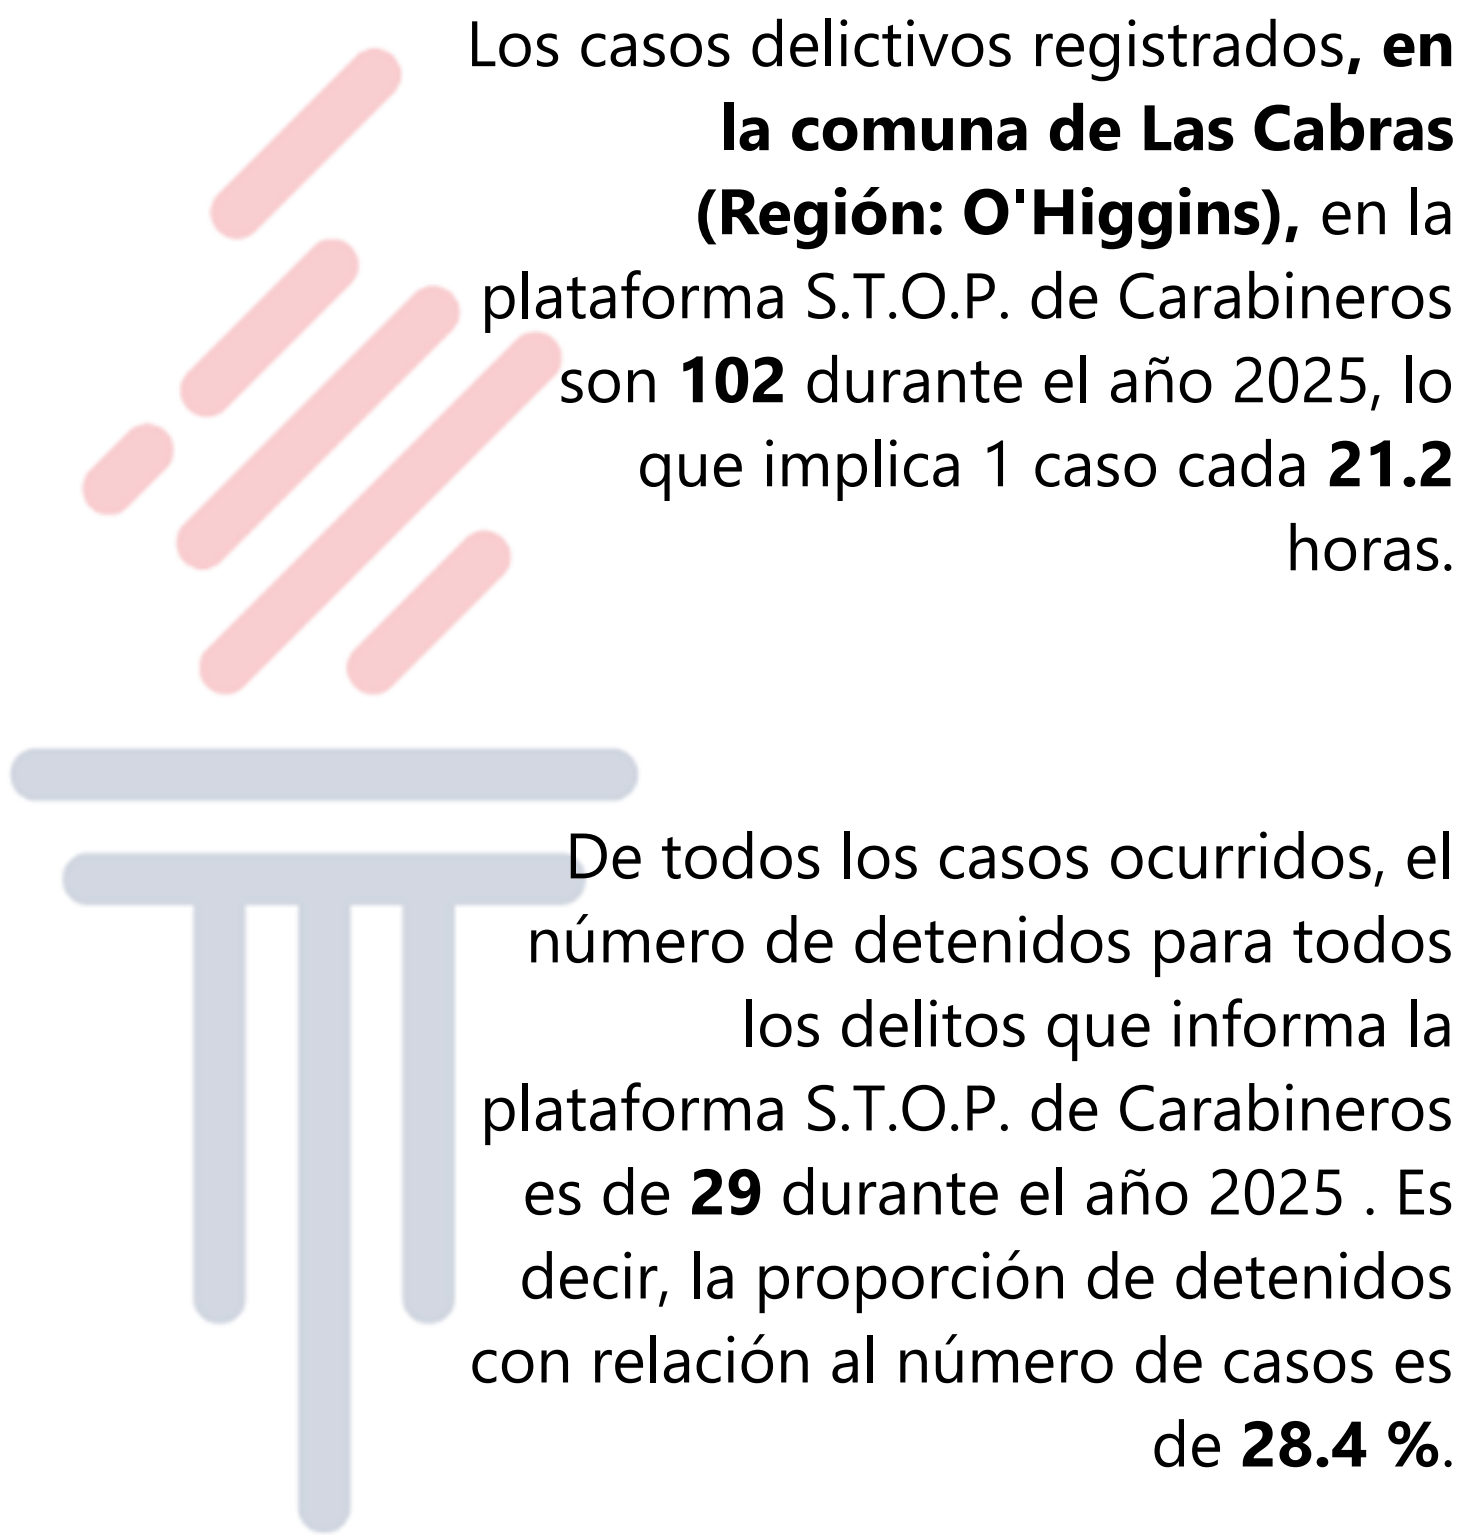 Los casos delictivos registrados, en
la comuna de Las Cabras
(Región: O'Higgins), en la
plataforma S.T.O.P. de Carabineros
son 102 durante el año 2025, lo
que implica 1 caso cada 21.2
horas.
De todos los casos ocurridos, el
número de detenidos para todos
los delitos que informa la
plataforma S.T.O.P. de Carabineros
es de 29 durante el año 2025 . Es
decir, la proporción de detenidos
con relación al número de casos es
de 28.4 %.